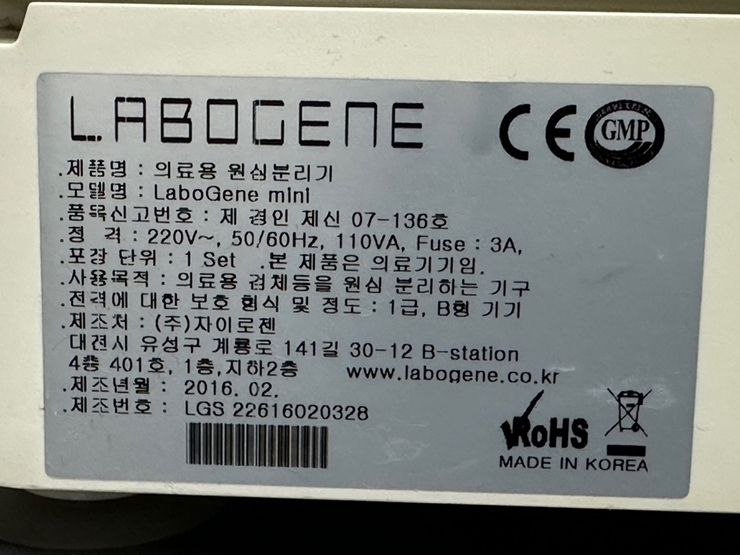 LABOGENE CE GMP
.제품명 : 의료용 원심분리기
.모델명 : LaboGene mini
.품목신고번호 : 제 경인 제신 07-136호
.정 격 : 220V~, 50/60Hz, 110VA, Fuse : 3A,
.포장 단위 : 1 Set .본 제품은 의료기기임.
.사용목적 : 의료용 검체등을 원심 분리하는 기구
.전격에 대한 보호 형식 및 정도 : 1급, B형 기기
.제조처 : (주)자이로젠
대전시 유성구 계룡로 141길 30-12 B-station
4층 401호, 1층,지하2층 www.labogene.co.kr
.제조년월 : 2016. 02.
.제조번호 : LGS 22616020328
RoHS
MADE IN KOREA